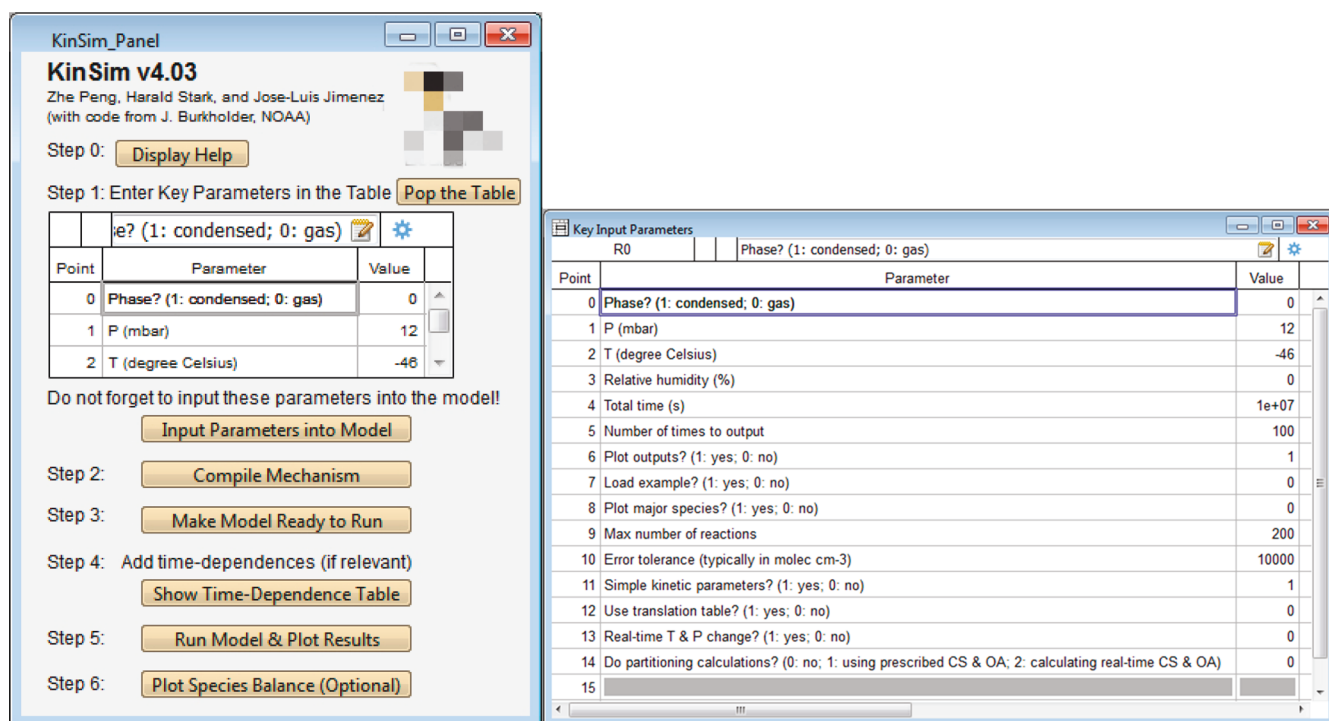 KinSim_Panel
KinSim v4.03
Zhe Peng, Harald Stark, and Jose-Luis Jimenez
(with code from J. Burkholder, NOAA)
Step 0: Display Help
Step 1: Enter Key Parameters in the Table Pop the Table
se? (1: condensed; 0: gas)
Point Parameter Value
0 Phase? (1: condensed; 0: gas) 0
1 P (mbar) 12
2 T (degree Celsius) -46
Do not forget to input these parameters into the model!
Input Parameters into Model
Step 2: Compile Mechanism
Step 3: Make Model Ready to Run
Step 4: Add time-dependences (if relevant)
Show Time-Dependence Table
Step 5: Run Model & Plot Results
Step 6: Plot Species Balance (Optional)
Key Input Parameters
R0 Phase? (1: condensed; 0: gas)
Point Parameter Value
0 Phase? (1: condensed; 0: gas) 0
1 P (mbar) 12
2 T (degree Celsius) -46
3 Relative humidity (%) 0
4 Total time (s) 1e+07
5 Number of times to output 100
6 Plot outputs? (1: yes; 0: no) 1
7 Load example? (1: yes; 0: no) 0
8 Plot major species? (1: yes; 0: no) 0
9 Max number of reactions 200
10 Error tolerance (typically in molec cm-3) 10000
11 Simple kinetic parameters? (1: yes; 0: no) 1
12 Use translation table? (1: yes; 0: no) 0
13 Real-time T & P change? (1: yes; 0: no) 0
14 Do partitioning calculations? (0: no; 1: using prescribed CS & OA; 2: calculating real-time CS & OA) 0
15